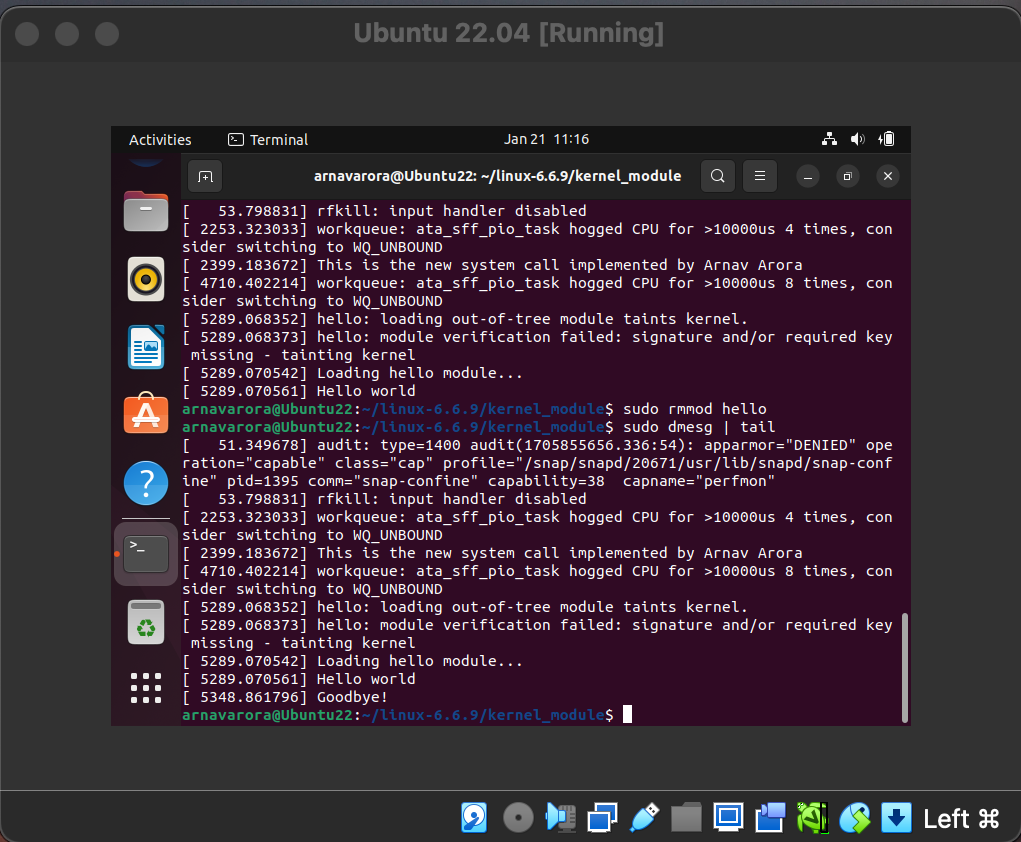 Ubuntu 22.04 [Running]
Activities
Terminal
Jan 21 11:16
arnavarora@Ubuntu22: ~/linux-6.6.9/kernel_module
[   53.798831] rfkill: input handler disabled
[ 2253.323033] workqueue: ata_sff_pio_task hogged CPU for >10000us 4 times, con
sider switching to WQ_UNBOUND
[ 2399.183672] This is the new system call implemented by Arnav Arora
[ 4710.402214] workqueue: ata_sff_pio_task hogged CPU for >10000us 8 times, con
sider switching to WQ_UNBOUND
[ 5289.068352] hello: loading out-of-tree module taints kernel.
[ 5289.068373] hello: module verification failed: signature and/or required key
 missing - tainting kernel
[ 5289.070542] Loading hello module...
[ 5289.070561] Hello world
arnavarora@Ubuntu22:~/linux-6.6.9/kernel_module$ sudo rmmod hello
arnavarora@Ubuntu22:~/linux-6.6.9/kernel_module$ sudo dmesg | tail
[   51.349678] audit: type=1400 audit(1705855656.336:54): apparmor="DENIED" ope
ration="capable" class="cap" profile="/snap/snapd/20671/usr/lib/snapd/snap-conf
ine" pid=1395 comm="snap-confine" capability=38  capname="perfmon"
[   53.798831] rfkill: input handler disabled
[ 2253.323033] workqueue: ata_sff_pio_task hogged CPU for >10000us 4 times, con
sider switching to WQ_UNBOUND
[ 2399.183672] This is the new system call implemented by Arnav Arora
[ 4710.402214] workqueue: ata_sff_pio_task hogged CPU for >10000us 8 times, con
sider switching to WQ_UNBOUND
[ 5289.068352] hello: loading out-of-tree module taints kernel.
[ 5289.068373] hello: module verification failed: signature and/or required key
 missing - tainting kernel
[ 5289.070542] Loading hello module...
[ 5289.070561] Hello world
[ 5348.861796] Goodbye!
arnavarora@Ubuntu22:~/linux-6.6.9/kernel_module$
Left ⌘